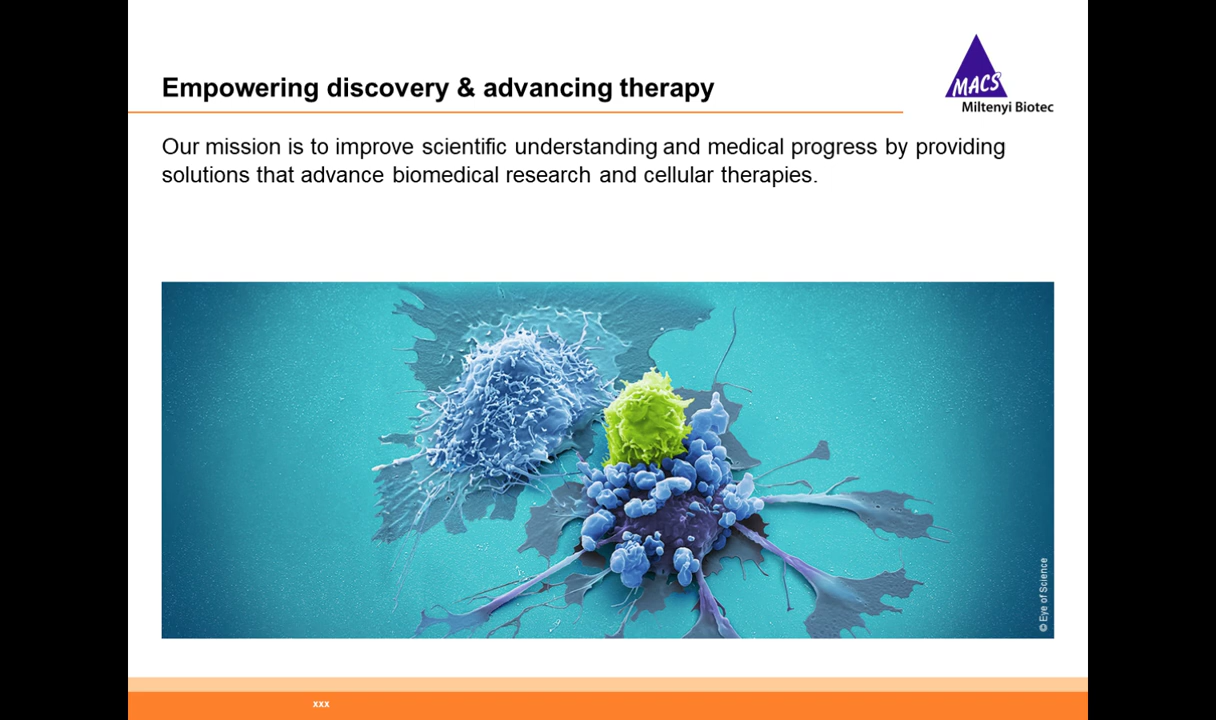 Empowering discovery & advancing therapy
MACS
Miltenyi Biotec
Our mission is to improve scientific understanding and medical progress by providing
solutions that advance biomedical research and cellular therapies.
© Eye of Science
xxx